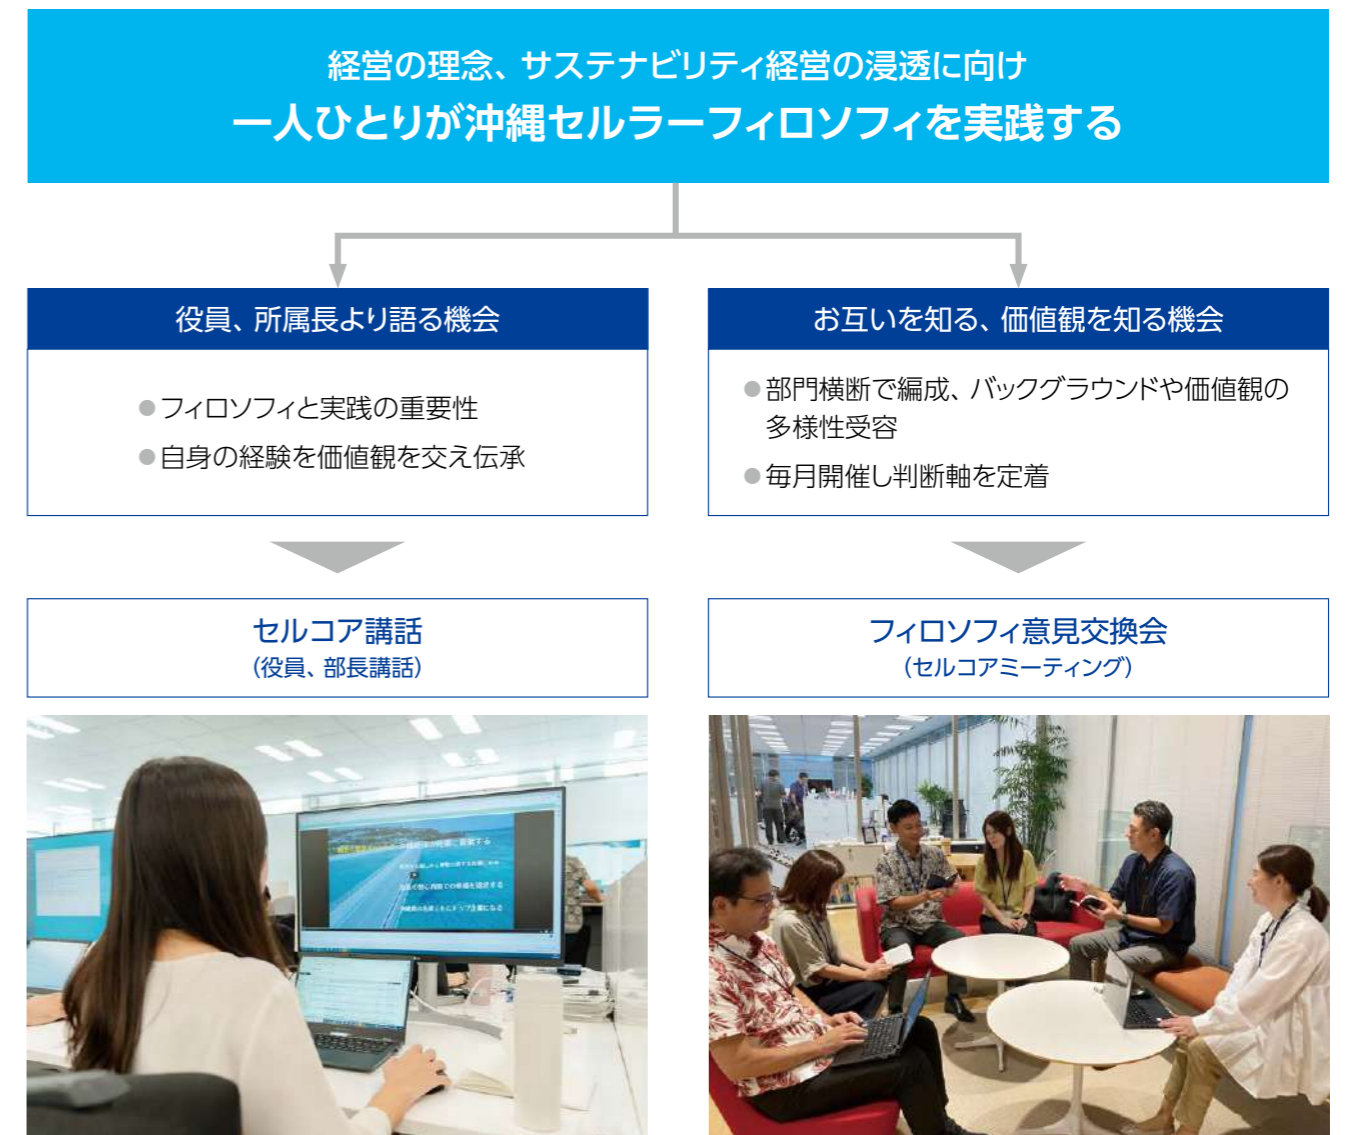 経営の理念、サステナビリティ経営の浸透に向け
一人ひとりが沖縄セルラーフィロソフィを実践する
役員、所属長より語る機会
●フィロソフィと実践の重要性
●自身の経験を価値観を交え伝承
お互いを知る、価値観を知る機会
●部門横断で編成、バックグラウンドや価値観の
多様性受容
●毎月開催し判断軸を定着
セルコア講話
（役員、部長講話）
フィロソフィ意見交換会
（セルコアミーティング）